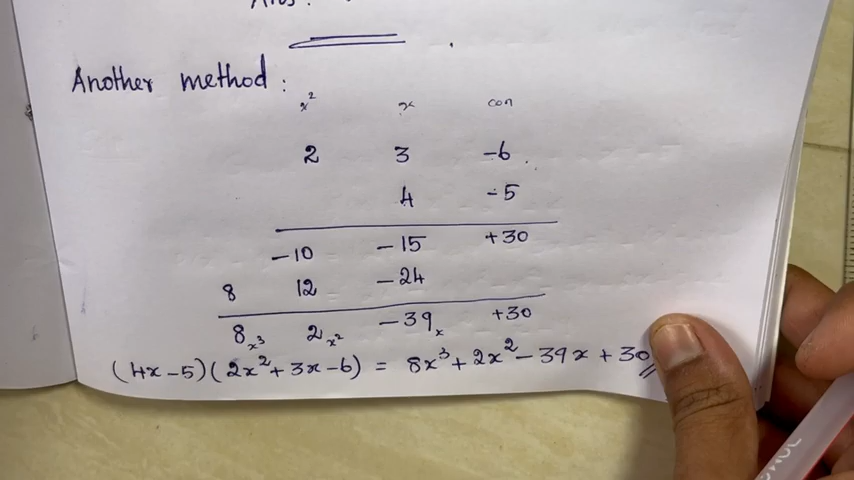 Ans:
Another method :
x² x con
2 3 -6
4 -5
-10 -15 +30
8 12 -24
8x³ 2x² -39x +30
(4x-5)(2x²+3x-6) = 8x³+2x²-39x+30